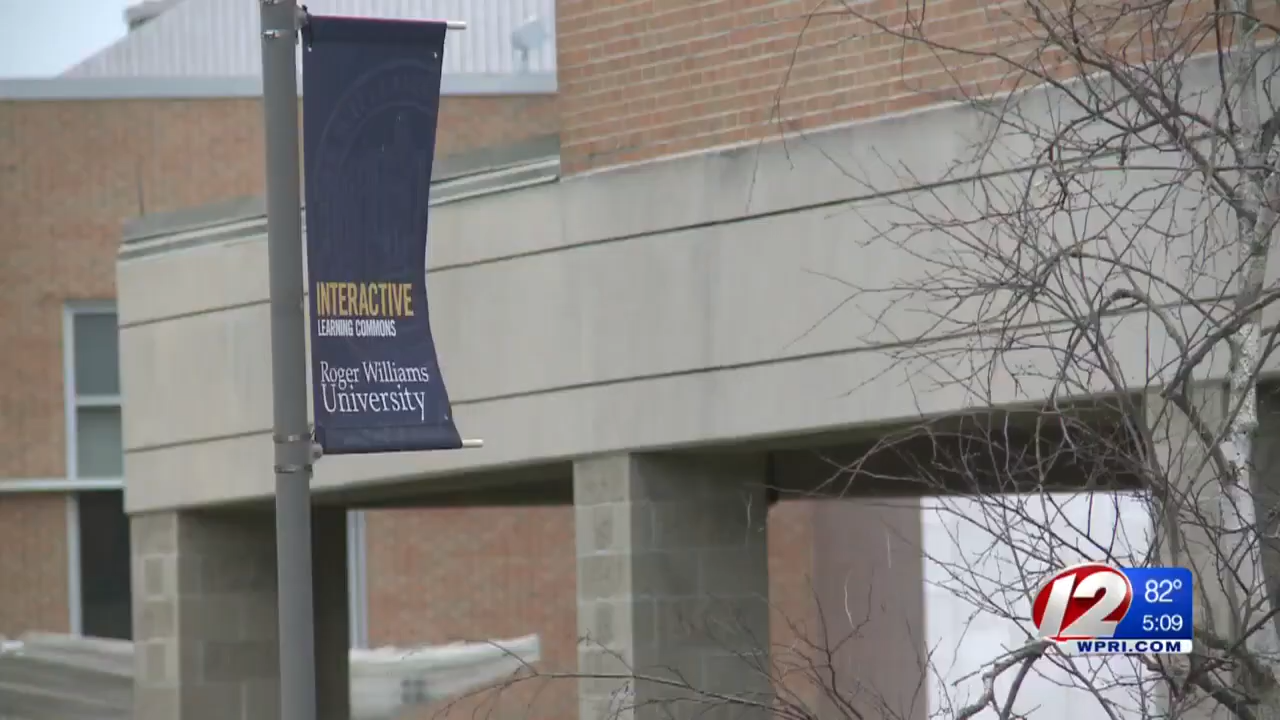 INTERACTIVE
LEARNING COMMONS
Roger Williams
University
12
82°
5:09
WPRI.COM